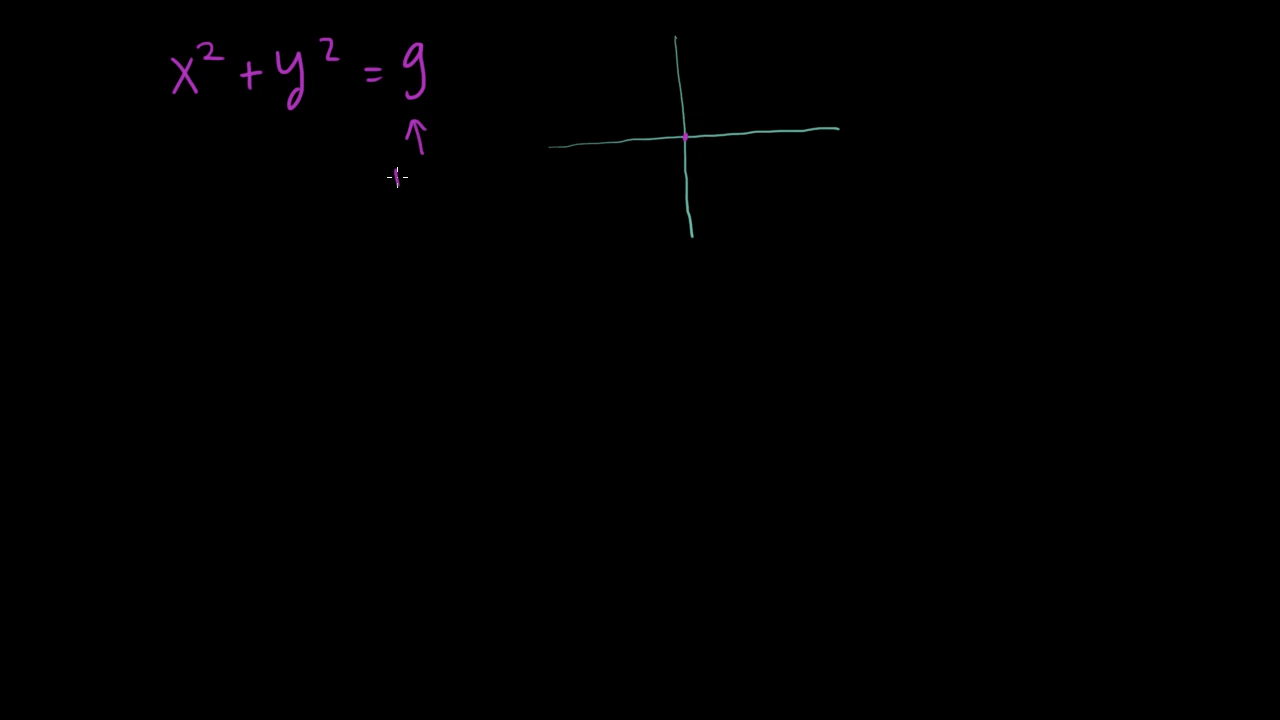 x² + y² = 9